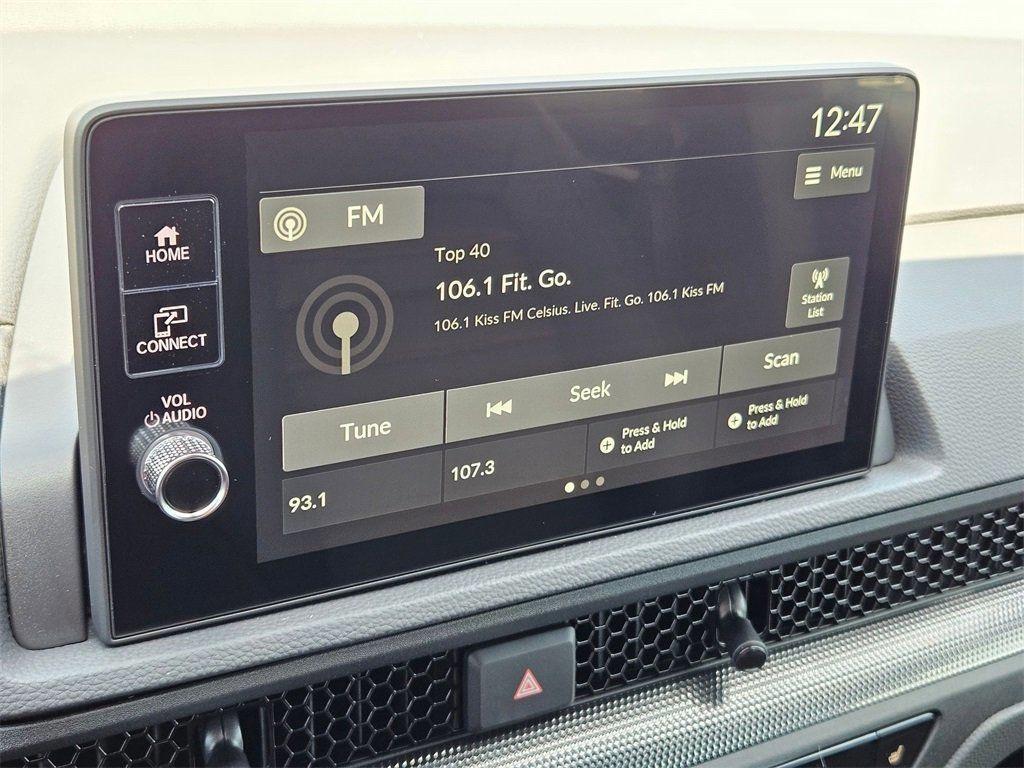 12:47
Menu
FM
HOME
CONNECT
VOL
AUDIO
Top 40
106.1 Fit. Go.
106.1 Kiss FM Celsius. Live. Fit. Go. 106.1 Kiss FM
Station
List
Tune
Seek
Scan
93.1
107.3
Press & Hold
to Add
Press & Hold
to Add